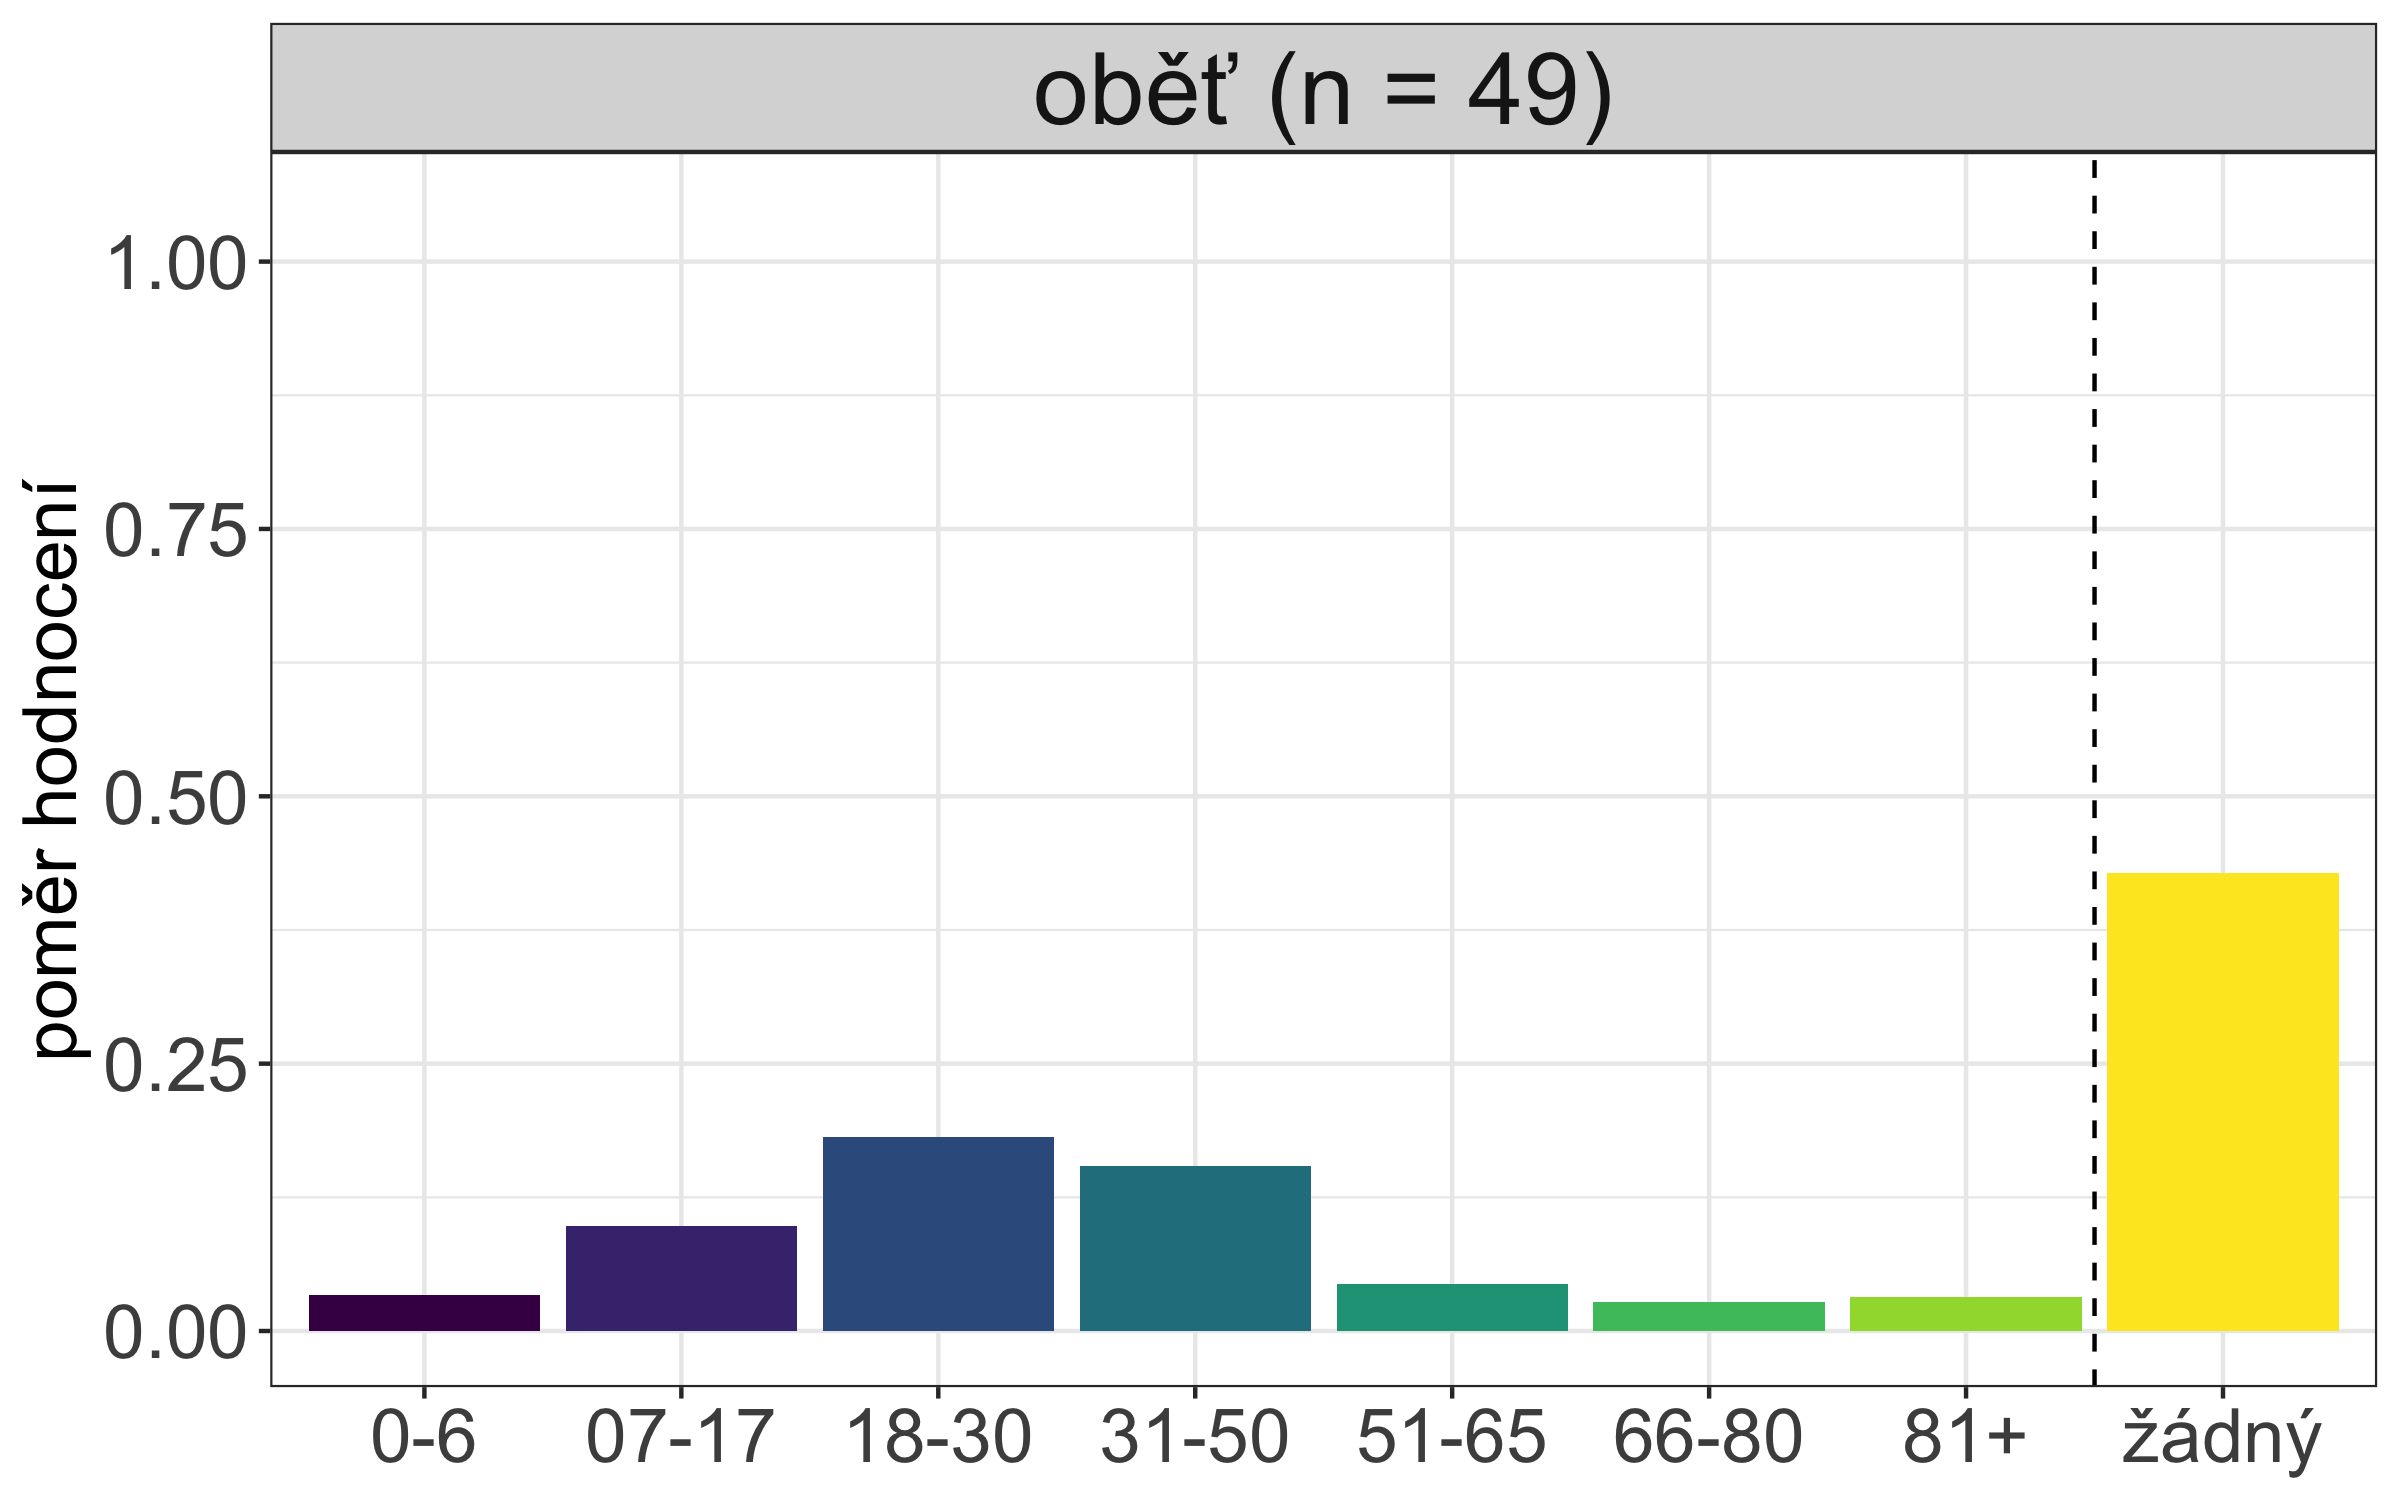 oběť (n = 49)
poměr hodnocení
1.00
0.75
0.50
0.25
0.00
0-6 07-17 18-30 31-50 51-65 66-80 81+ žádný